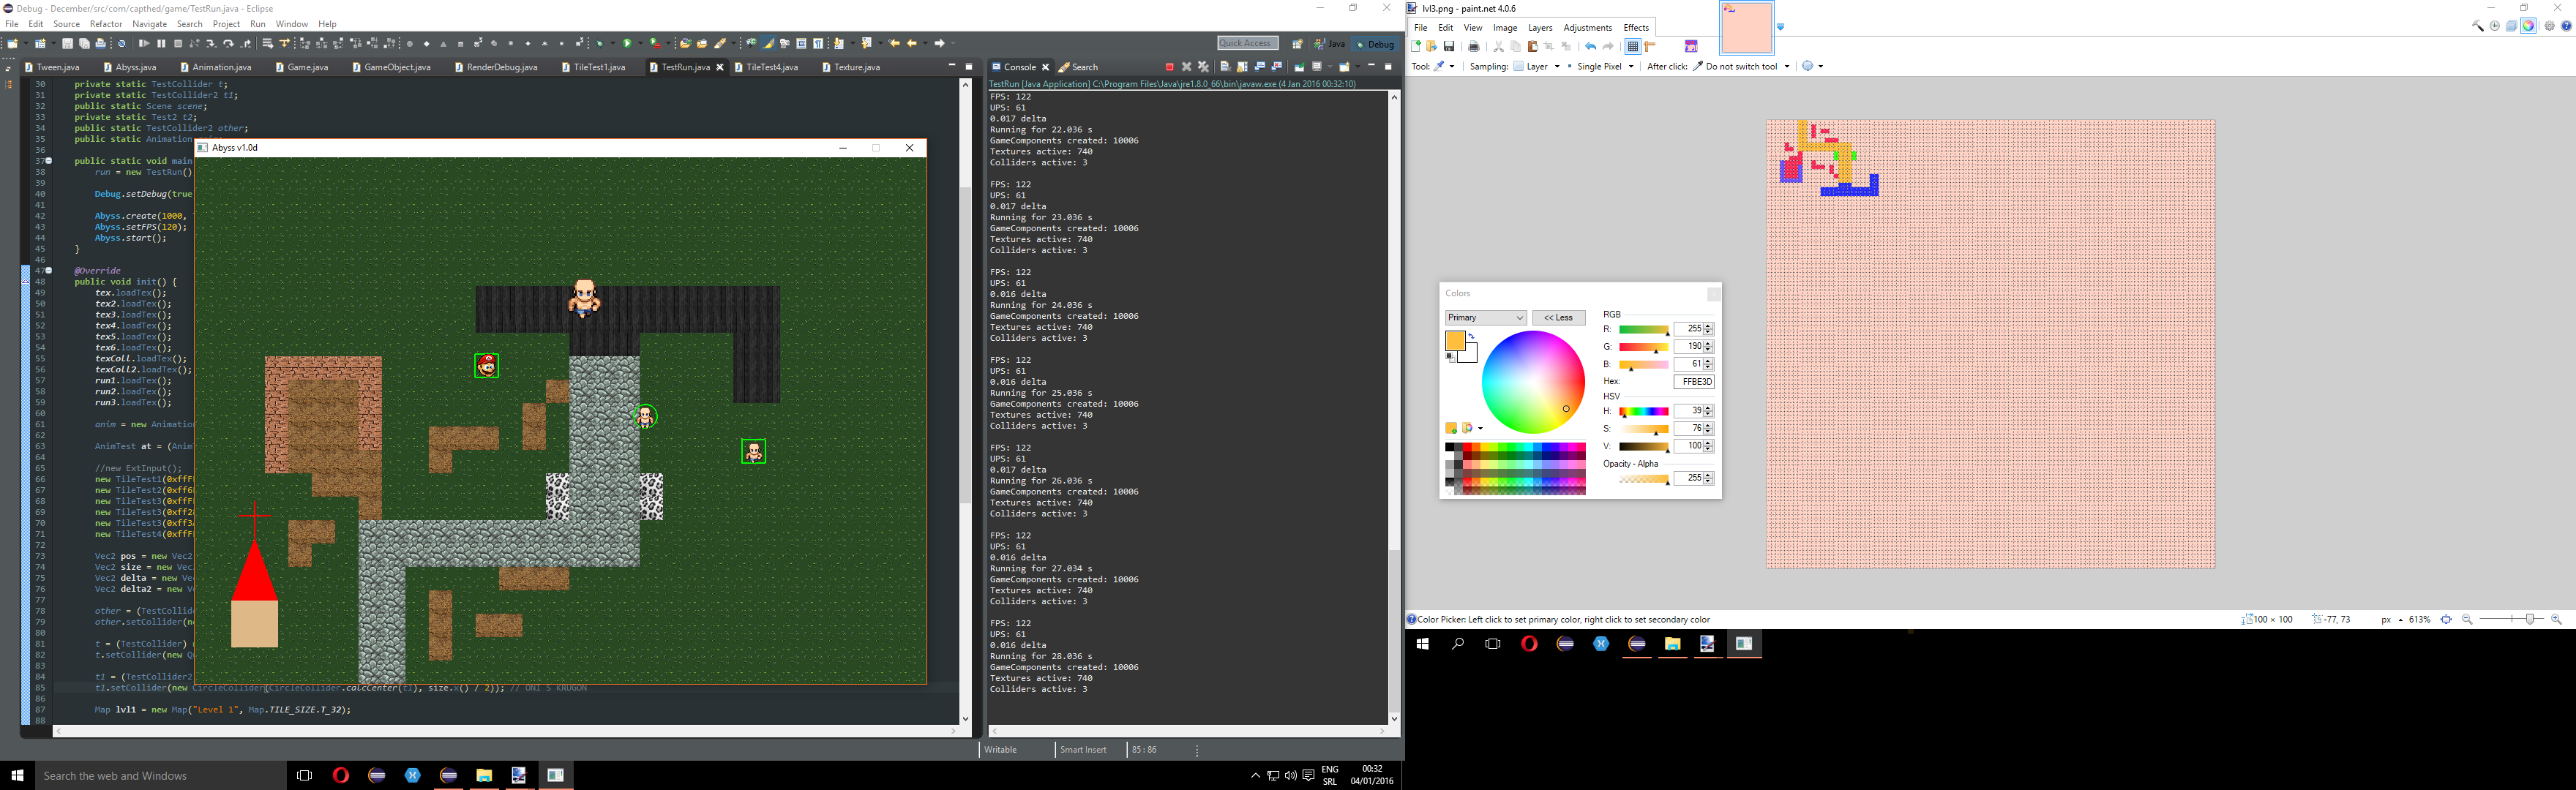 Debug - December/src/com/capthed/game/TestRun.java - Eclipse
File Edit Source Refactor Navigate Search Project Run Window Help
Quick Access Java Debug
Tween.java Abyss.java Animation.java Game.java GameObject.java RenderDebug.java TileTest1.java TestRun.java TileTest4.java Texture.java
30 private static TestCollider t;
31 private static TestCollider2 t1;
32 public static Scene scene;
33 private static Test2 t2;
34 public static TestCollider2 other;
35 public static Animation
36
37 public static void main
38 run = new TestRun()
39
40 Debug.setDebug(true
41
42 Abyss.create(1000,
43 Abyss.setFPS(120);
44 Abyss.start();
45 }
46
47 @Override
48 public void init() {
49 tex.loadTex();
50 tex2.loadTex();
51 tex3.loadTex();
52 tex4.loadTex();
53 tex5.loadTex();
54 tex6.loadTex();
55 texColl.loadTex();
56 texColl2.loadTex();
57 run1.loadTex();
58 run2.loadTex();
59 run3.loadTex();
60
61 anim = new Animation
62
63 AnimTest at = (Anim
64
65 //new ExtInput();
66 new TileTest1(0xffF
67 new TileTest2(0xff6
68 new TileTest3(0xffF
69 new TileTest3(0xff2
70 new TileTest3(0xff3
71 new TileTest4(0xffF
72
73 Vec2 pos = new Vec2
74 Vec2 size = new Vec
75 Vec2 delta = new Ve
76 Vec2 delta2 = new V
77
78 other = (TestCollid
79 other.setCollider(n
80
81 t = (TestCollider)
82 t.setCollider(new Q
83
84 t1 = (TestCollider2
85 t1.setCollider(new CircleCollider(CircleCollider.calcCenter(t1), size.x() / 2)); // ONI S KRUGON
86
87 Map lvl1 = new Map("Level 1", Map.TILE_SIZE.T_32);
88
Abyss v1.0d
Console Search
TestRun [Java Application] C:\Program Files\Java\jre1.8.0_66\bin\javaw.exe (4 Jan 2016 00:32:10)
FPS: 122
UPS: 61
0.017 delta
Running for 22.036 s
GameComponents created: 10006
Textures active: 740
Colliders active: 3
FPS: 122
UPS: 61
0.017 delta
Running for 23.036 s
GameComponents created: 10006
Textures active: 740
Colliders active: 3
FPS: 122
UPS: 61
0.016 delta
Running for 24.036 s
GameComponents created: 10006
Textures active: 740
Colliders active: 3
FPS: 122
UPS: 61
0.016 delta
Running for 25.036 s
GameComponents created: 10006
Textures active: 740
Colliders active: 3
FPS: 122
UPS: 61
0.017 delta
Running for 26.036 s
GameComponents created: 10006
Textures active: 740
Colliders active: 3
FPS: 122
UPS: 61
0.016 delta
Running for 27.034 s
GameComponents created: 10006
Textures active: 740
Colliders active: 3
FPS: 122
UPS: 61
0.016 delta
Running for 28.036 s
GameComponents created: 10006
Textures active: 740
Colliders active: 3
Writable Smart Insert 85 : 86
Search the web and Windows
ENG
SRL
00:32
04/01/2016
lvl3.png - paint.net 4.0.6
File Edit View Image Layers Adjustments Effects
Tool: Sampling: Layer Single Pixel After click: Do not switch tool
Colors
Primary << Less
RGB
R: 255
G: 190
B: 61
Hex: FFBE3D
HSV
H: 39
S: 76
V: 100
Opacity - Alpha
255
Color Picker: Left click to set primary color, right click to set secondary color
100 × 100 -77, 73 px 613%